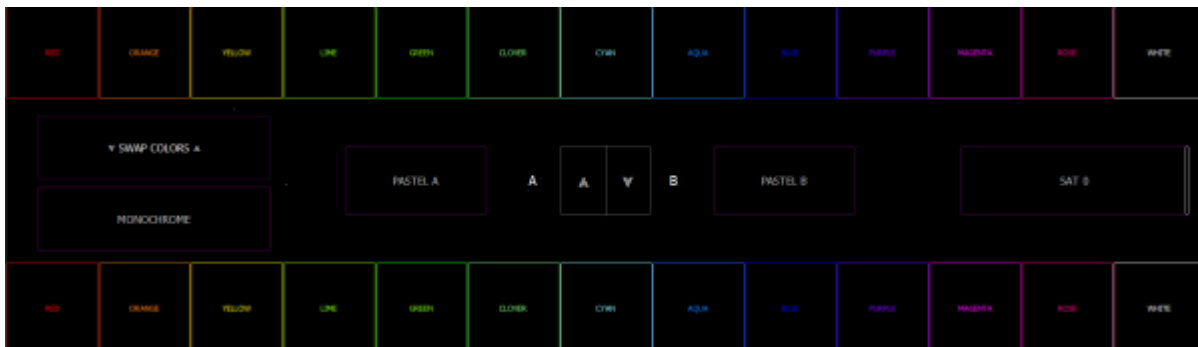 RED ORANGE YELLOW LIME GREEN CLOVER CYAN AQUA BLUE PURPLE MAGENTA ROSE WHITE
▼ SWAP COLORS ▲
MONOCHROME
PASTEL A
A ▲ ▼ B
PASTEL B
SAT 0
RED ORANGE YELLOW LIME GREEN CLOVER CYAN AQUA BLUE PURPLE MAGENTA ROSE WHITE